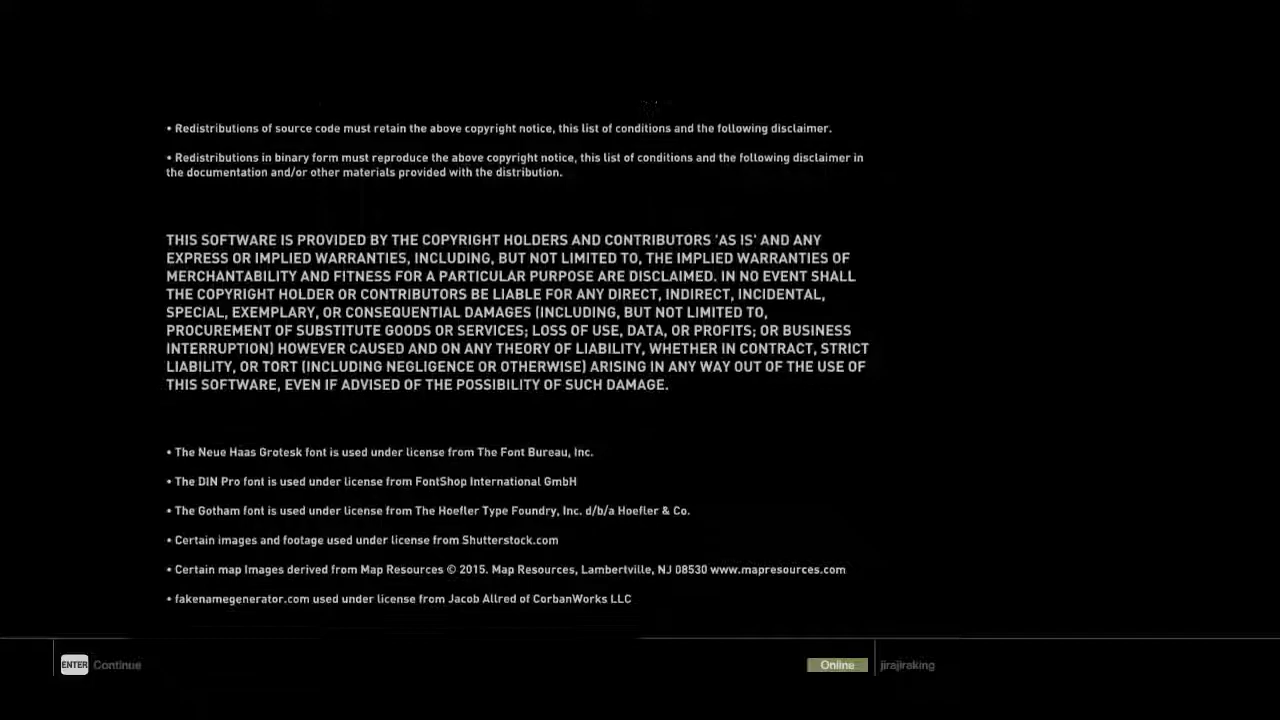 • Redistributions of source code must retain the above copyright notice, this list of conditions and the following disclaimer.
• Redistributions in binary form must reproduce the above copyright notice, this list of conditions and the following disclaimer in
the documentation and/or other materials provided with the distribution.
THIS SOFTWARE IS PROVIDED BY THE COPYRIGHT HOLDERS AND CONTRIBUTORS 'AS IS' AND ANY
EXPRESS OR IMPLIED WARRANTIES, INCLUDING, BUT NOT LIMITED TO, THE IMPLIED WARRANTIES OF
MERCHANTABILITY AND FITNESS FOR A PARTICULAR PURPOSE ARE DISCLAIMED. IN NO EVENT SHALL
THE COPYRIGHT HOLDER OR CONTRIBUTORS BE LIABLE FOR ANY DIRECT, INDIRECT, INCIDENTAL,
SPECIAL, EXEMPLARY, OR CONSEQUENTIAL DAMAGES (INCLUDING, BUT NOT LIMITED TO,
PROCUREMENT OF SUBSTITUTE GOODS OR SERVICES; LOSS OF USE, DATA, OR PROFITS; OR BUSINESS
INTERRUPTION) HOWEVER CAUSED AND ON ANY THEORY OF LIABILITY, WHETHER IN CONTRACT, STRICT
LIABILITY, OR TORT (INCLUDING NEGLIGENCE OR OTHERWISE) ARISING IN ANY WAY OUT OF THE USE OF
THIS SOFTWARE, EVEN IF ADVISED OF THE POSSIBILITY OF SUCH DAMAGE.
• The Neue Haas Grotesk font is used under license from The Font Bureau, Inc.
• The DIN Pro font is used under license from FontShop International GmbH
• The Gotham font is used under license from The Hoefler Type Foundry, Inc. d/b/a Hoefler & Co.
• Certain images and footage used under license from Shutterstock.com
• Certain map Images derived from Map Resources © 2015. Map Resources, Lambertville, NJ 08530 www.mapresources.com
• fakenamegenerator.com used under license from Jacob Allred of CorbanWorks LLC
ENTER Continue
Online jirajiraking